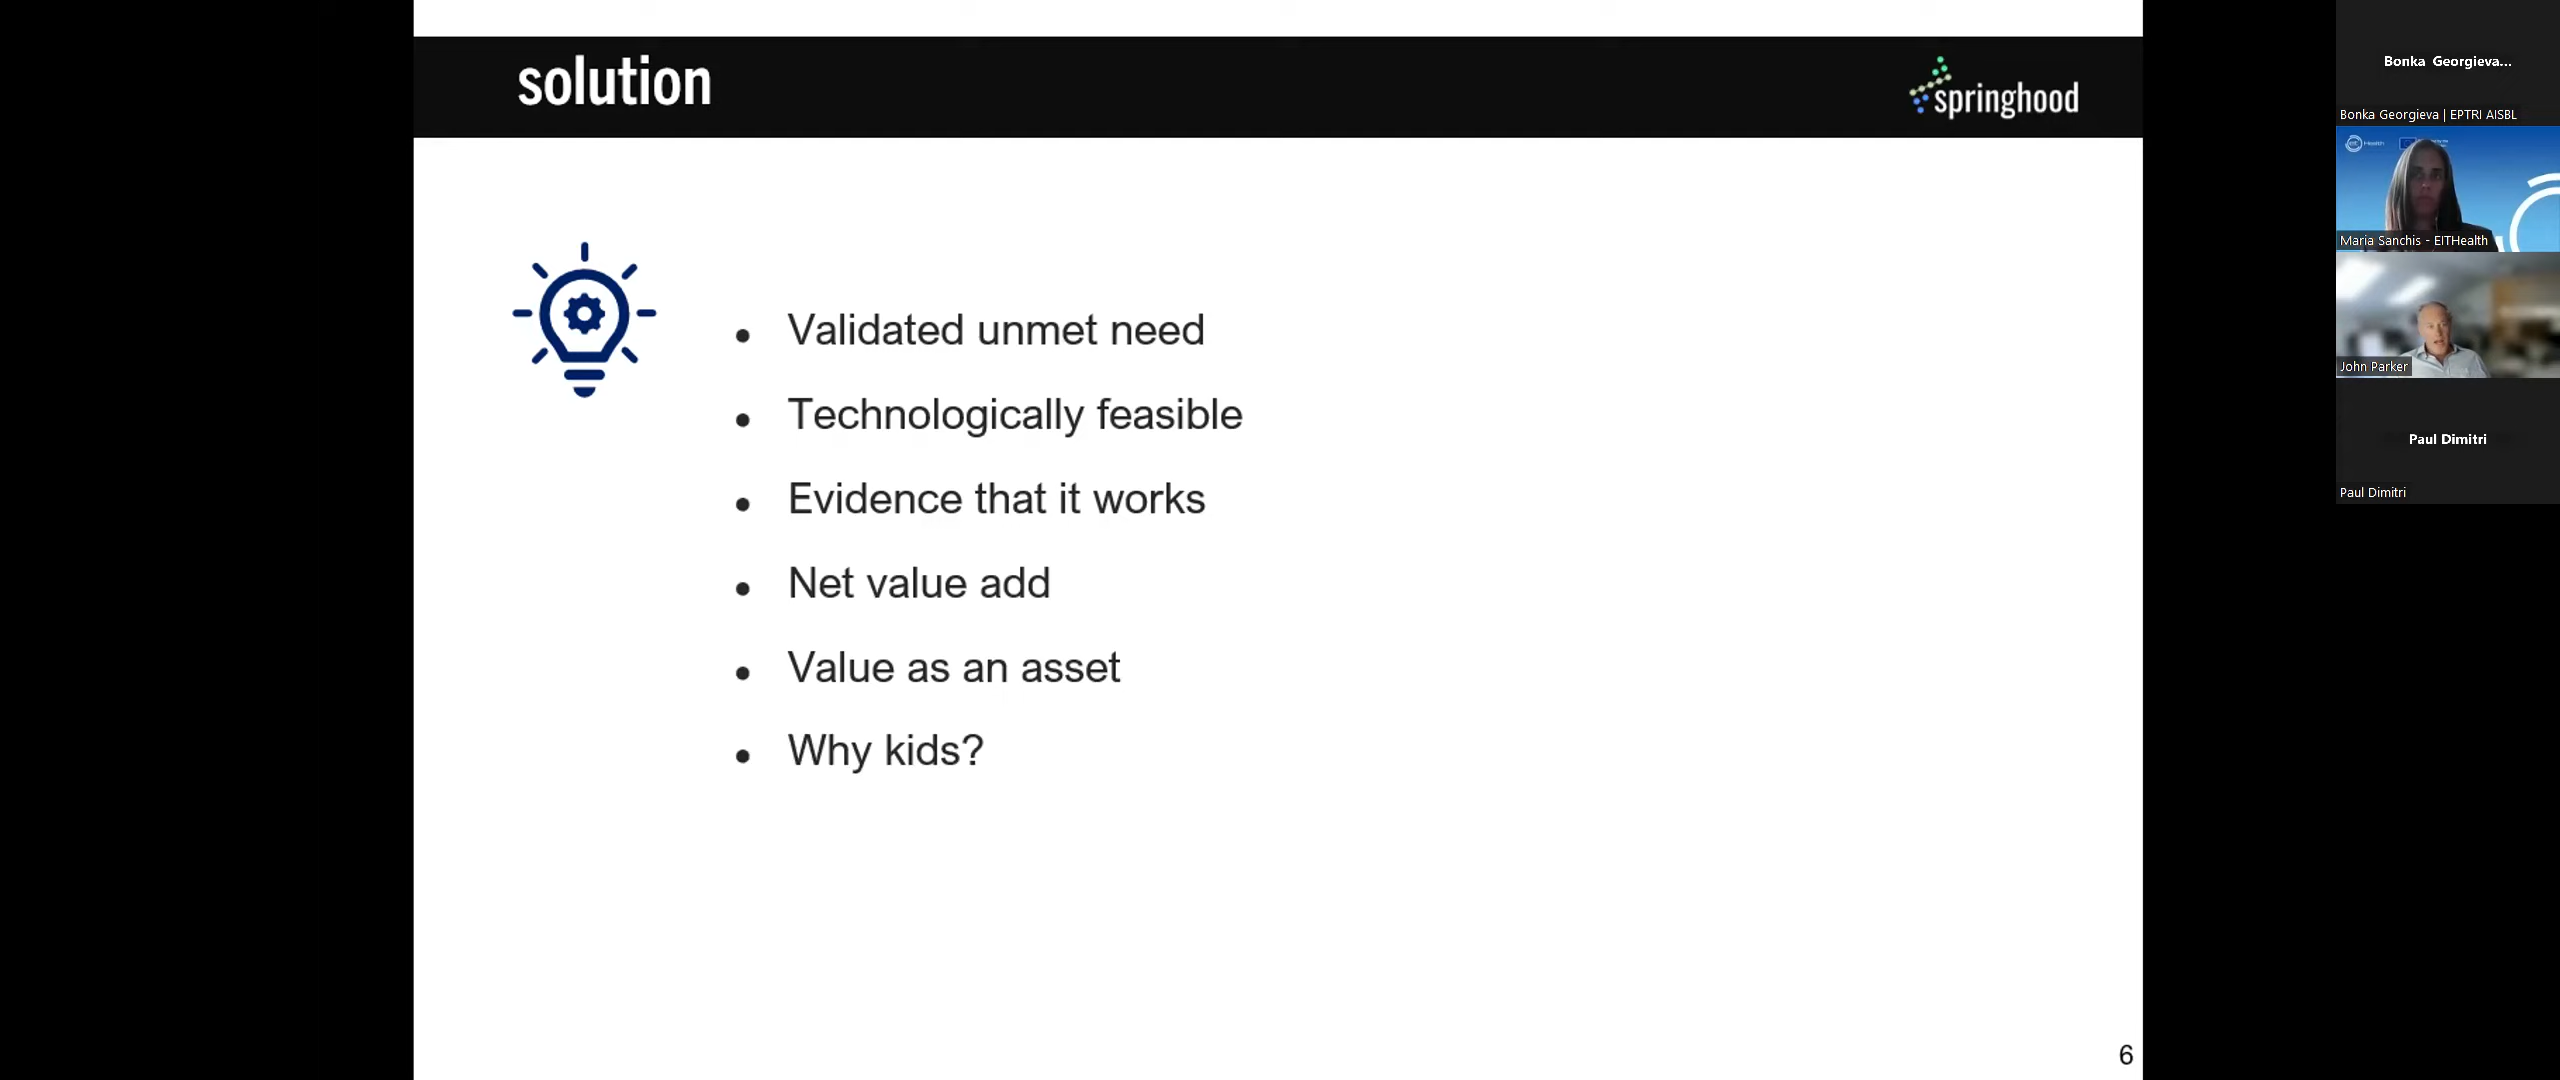 solution
springhood
Validated unmet need
Technologically feasible
Evidence that it works
Net value add
Value as an asset
Why kids?
6
Bonka Georgieva...
Bonka Georgieva | EPTRI AISBL
Maria Sanchis - EITHealth
John Parker
Paul Dimitri
Paul Dimitri